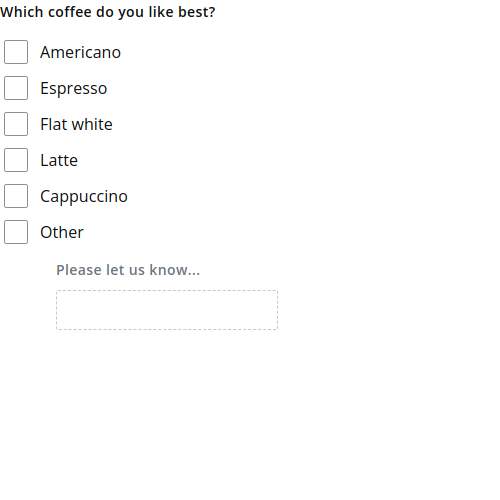 Which coffee do you like best?
Americano
Espresso
Flat white
Latte
Cappuccino
Other
Please let us know...